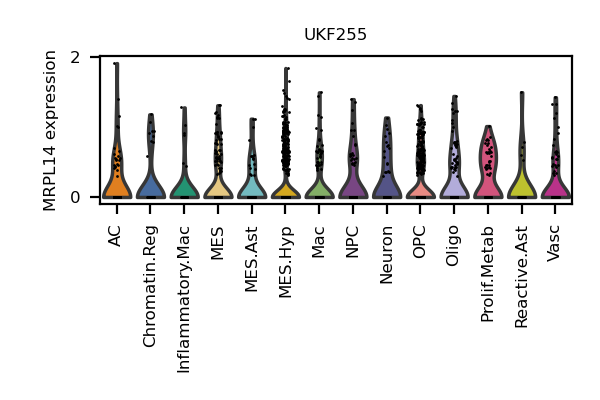 UKF255
MRPL14 expression
2
0
AC
Chromatin.Reg
Inflammatory.Mac
MES
MES.Ast
MES.Hyp
Mac
NPC
Neuron
OPC
Oligo
Prolif.Metab
Reactive.Ast
Vasc